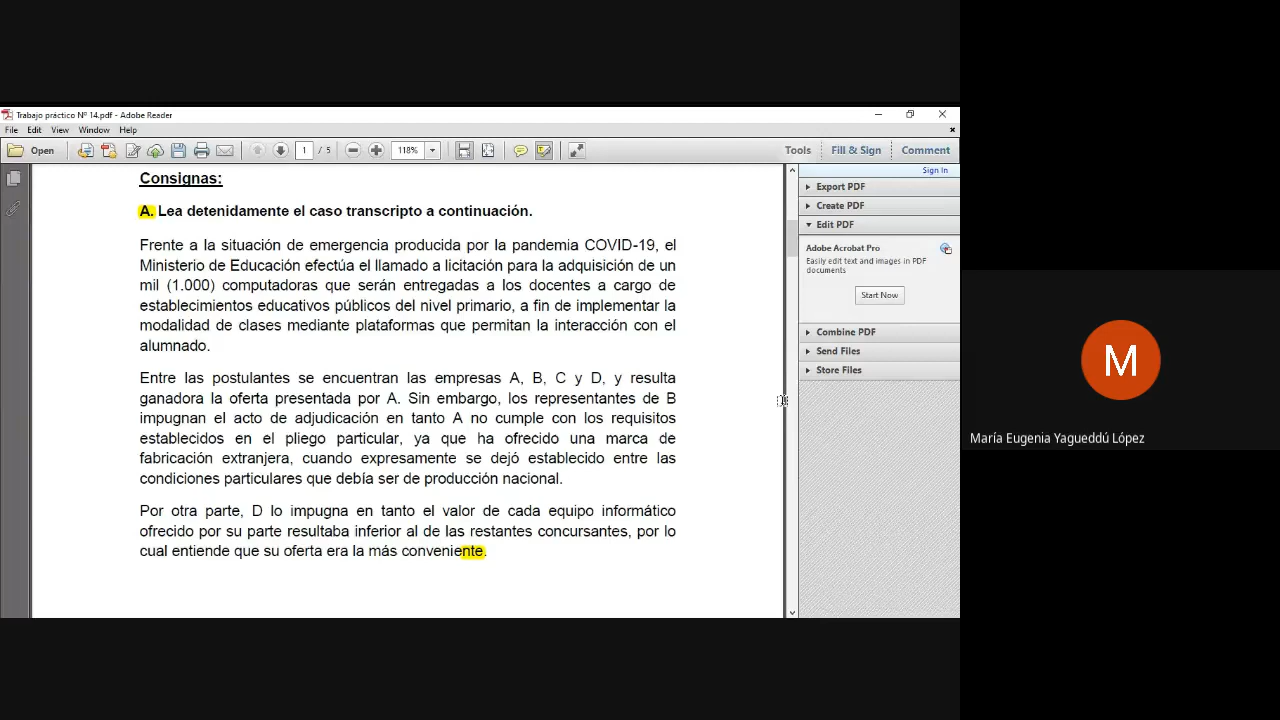 Trabajo práctico Nº 14.pdf - Adobe Reader
File Edit View Window Help
Open
1 / 5
118%
Tools
Fill & Sign
Comment
Sign In
Export PDF
Create PDF
Edit PDF
Adobe Acrobat Pro
Easily edit text and images in PDF
documents
Start Now
Combine PDF
Send Files
Store Files
Consignas:
A. Lea detenidamente el caso transcripto a continuación.
Frente a la situación de emergencia producida por la pandemia COVID-19, el
Ministerio de Educación efectúa el llamado a licitación para la adquisición de un
mil (1.000) computadoras que serán entregadas a los docentes a cargo de
establecimientos educativos públicos del nivel primario, a fin de implementar la
modalidad de clases mediante plataformas que permitan la interacción con el
alumnado.
Entre las postulantes se encuentran las empresas A, B, C y D, y resulta
ganadora la oferta presentada por A. Sin embargo, los representantes de B
impugnan el acto de adjudicación en tanto A no cumple con los requisitos
establecidos en el pliego particular, ya que ha ofrecido una marca de
fabricación extranjera, cuando expresamente se dejó establecido entre las
condiciones particulares que debía ser de producción nacional.
Por otra parte, D lo impugna en tanto el valor de cada equipo informático
ofrecido por su parte resultaba inferior al de las restantes concursantes, por lo
cual entiende que su oferta era la más conveniente.
M
María Eugenia Yagueddú López